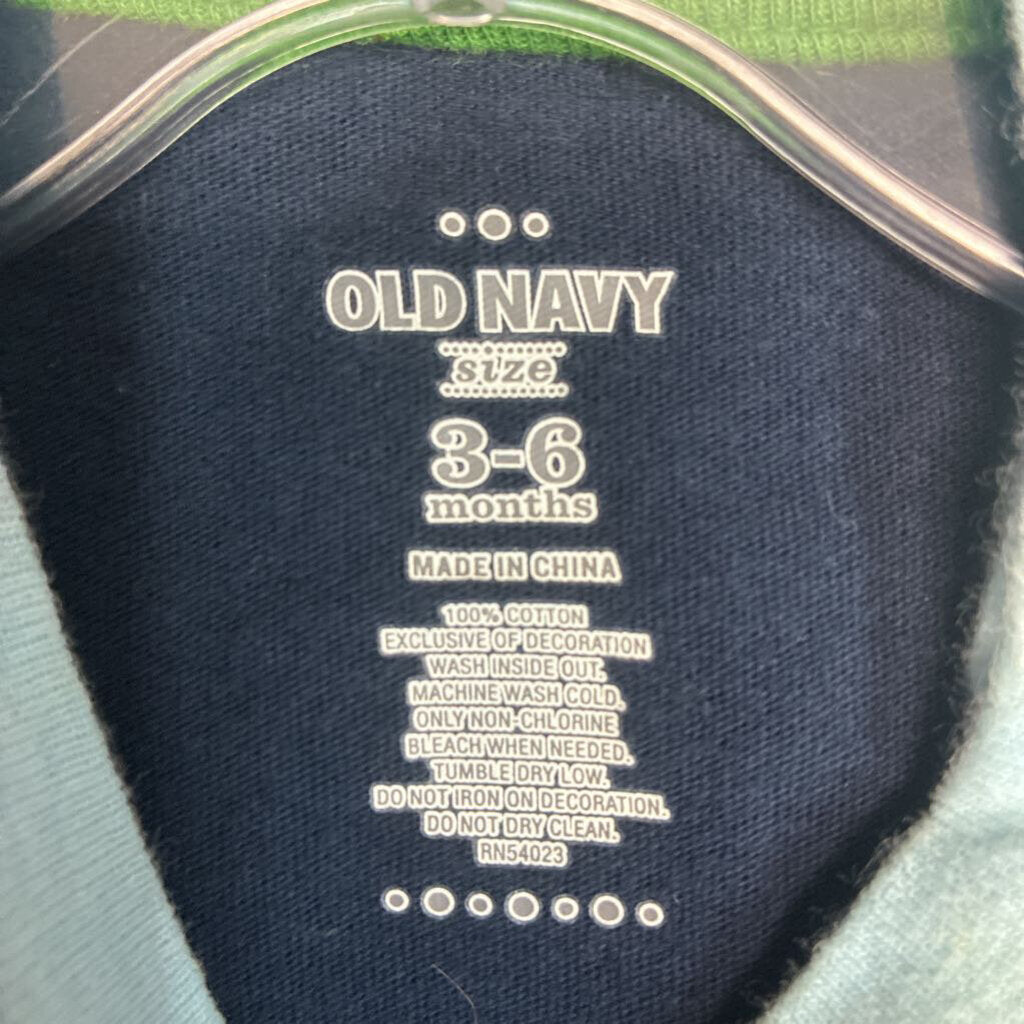 OLD NAVY
size
3-6
months
MADE IN CHINA
100% COTTON
EXCLUSIVE OF DECORATION
WASH INSIDE OUT.
MACHINE WASH COLD.
ONLY NON-CHLORINE
BLEACH WHEN NEEDED.
TUMBLE DRY LOW.
DO NOT IRON ON DECORATION.
DO NOT DRY CLEAN.
RN54023